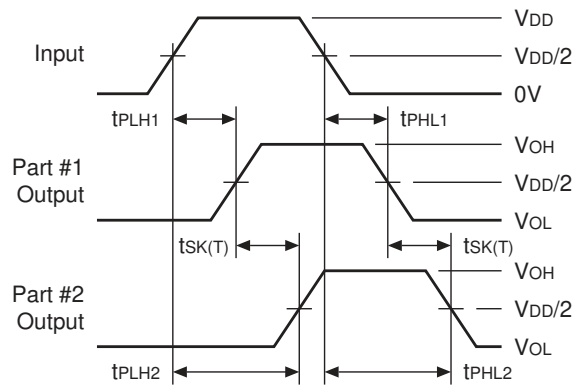 VDD
Input
VDD/2
0V
tPLH1
tPHL1
VOH
Part #1
Output
VDD/2
VOL
tSK(T)
tSK(T)
VOH
Part #2
Output
VDD/2
VOL
tPLH2
tPHL2